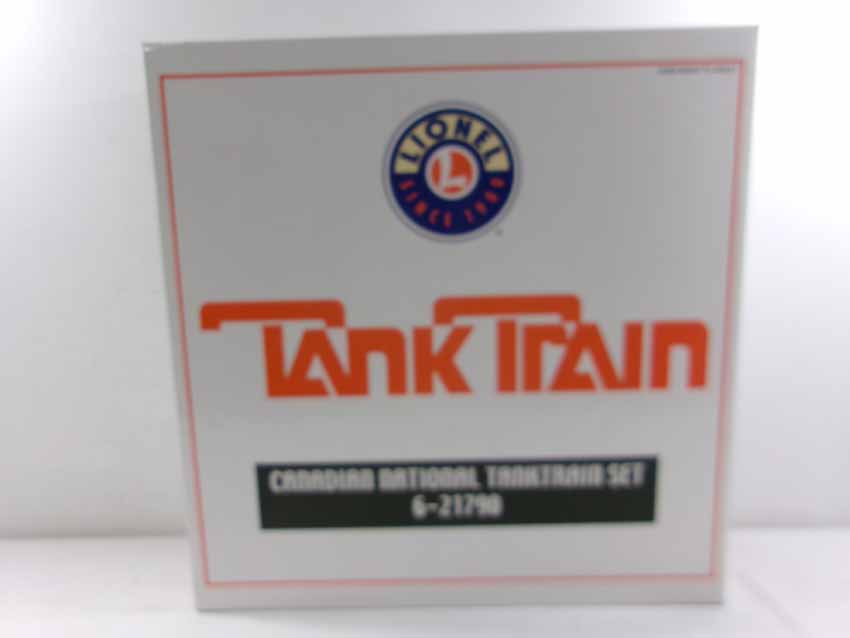 LIONEL
L
SINCE 1900
TANK TRAIN
CANADIAN NATIONAL TANKTRAIN SET
6-21790